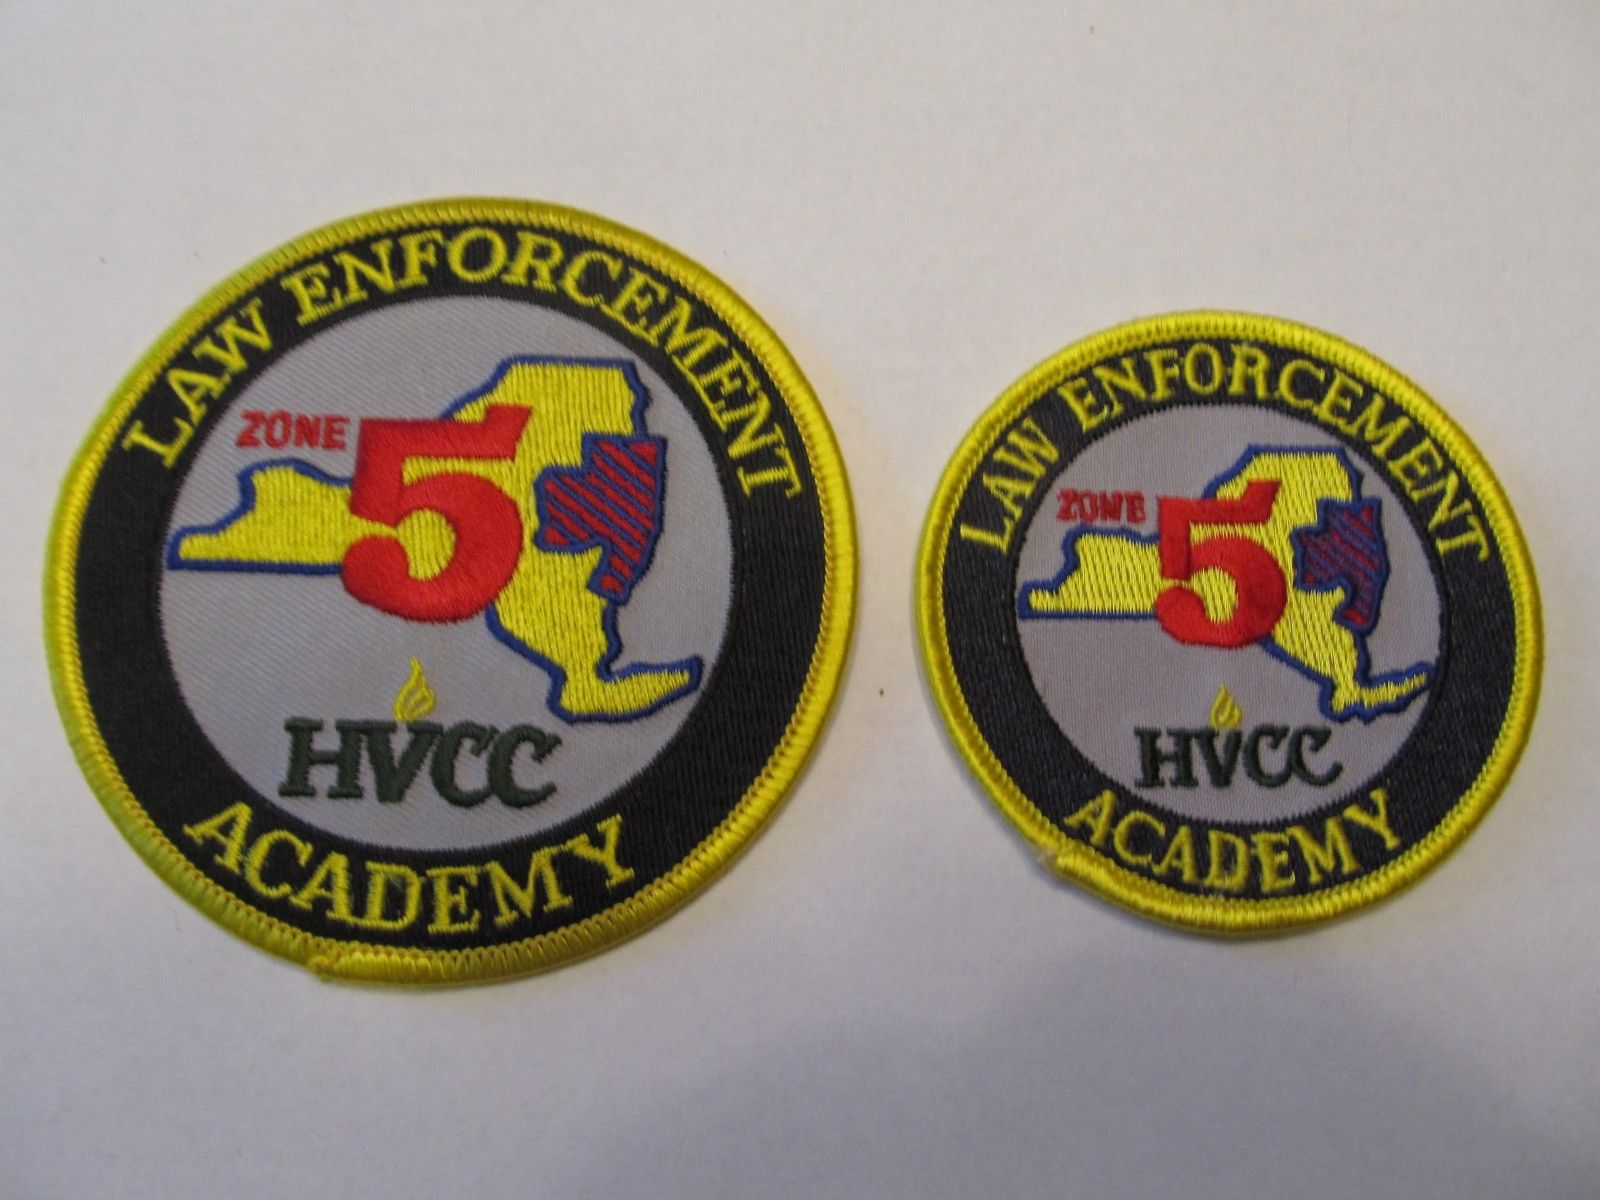 LAW ENFORCEMENT
ZONE 5
HVCC
ACADEMY
LAW ENFORCEMENT
ZONE 5
HVCC
ACADEMY